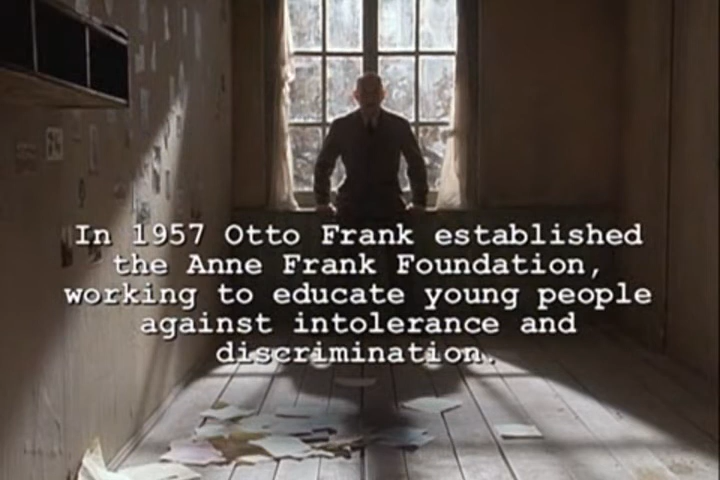 In 1957 Otto Frank established
the Anne Frank Foundation,
working to educate young people
against intolerance and
discrimination.